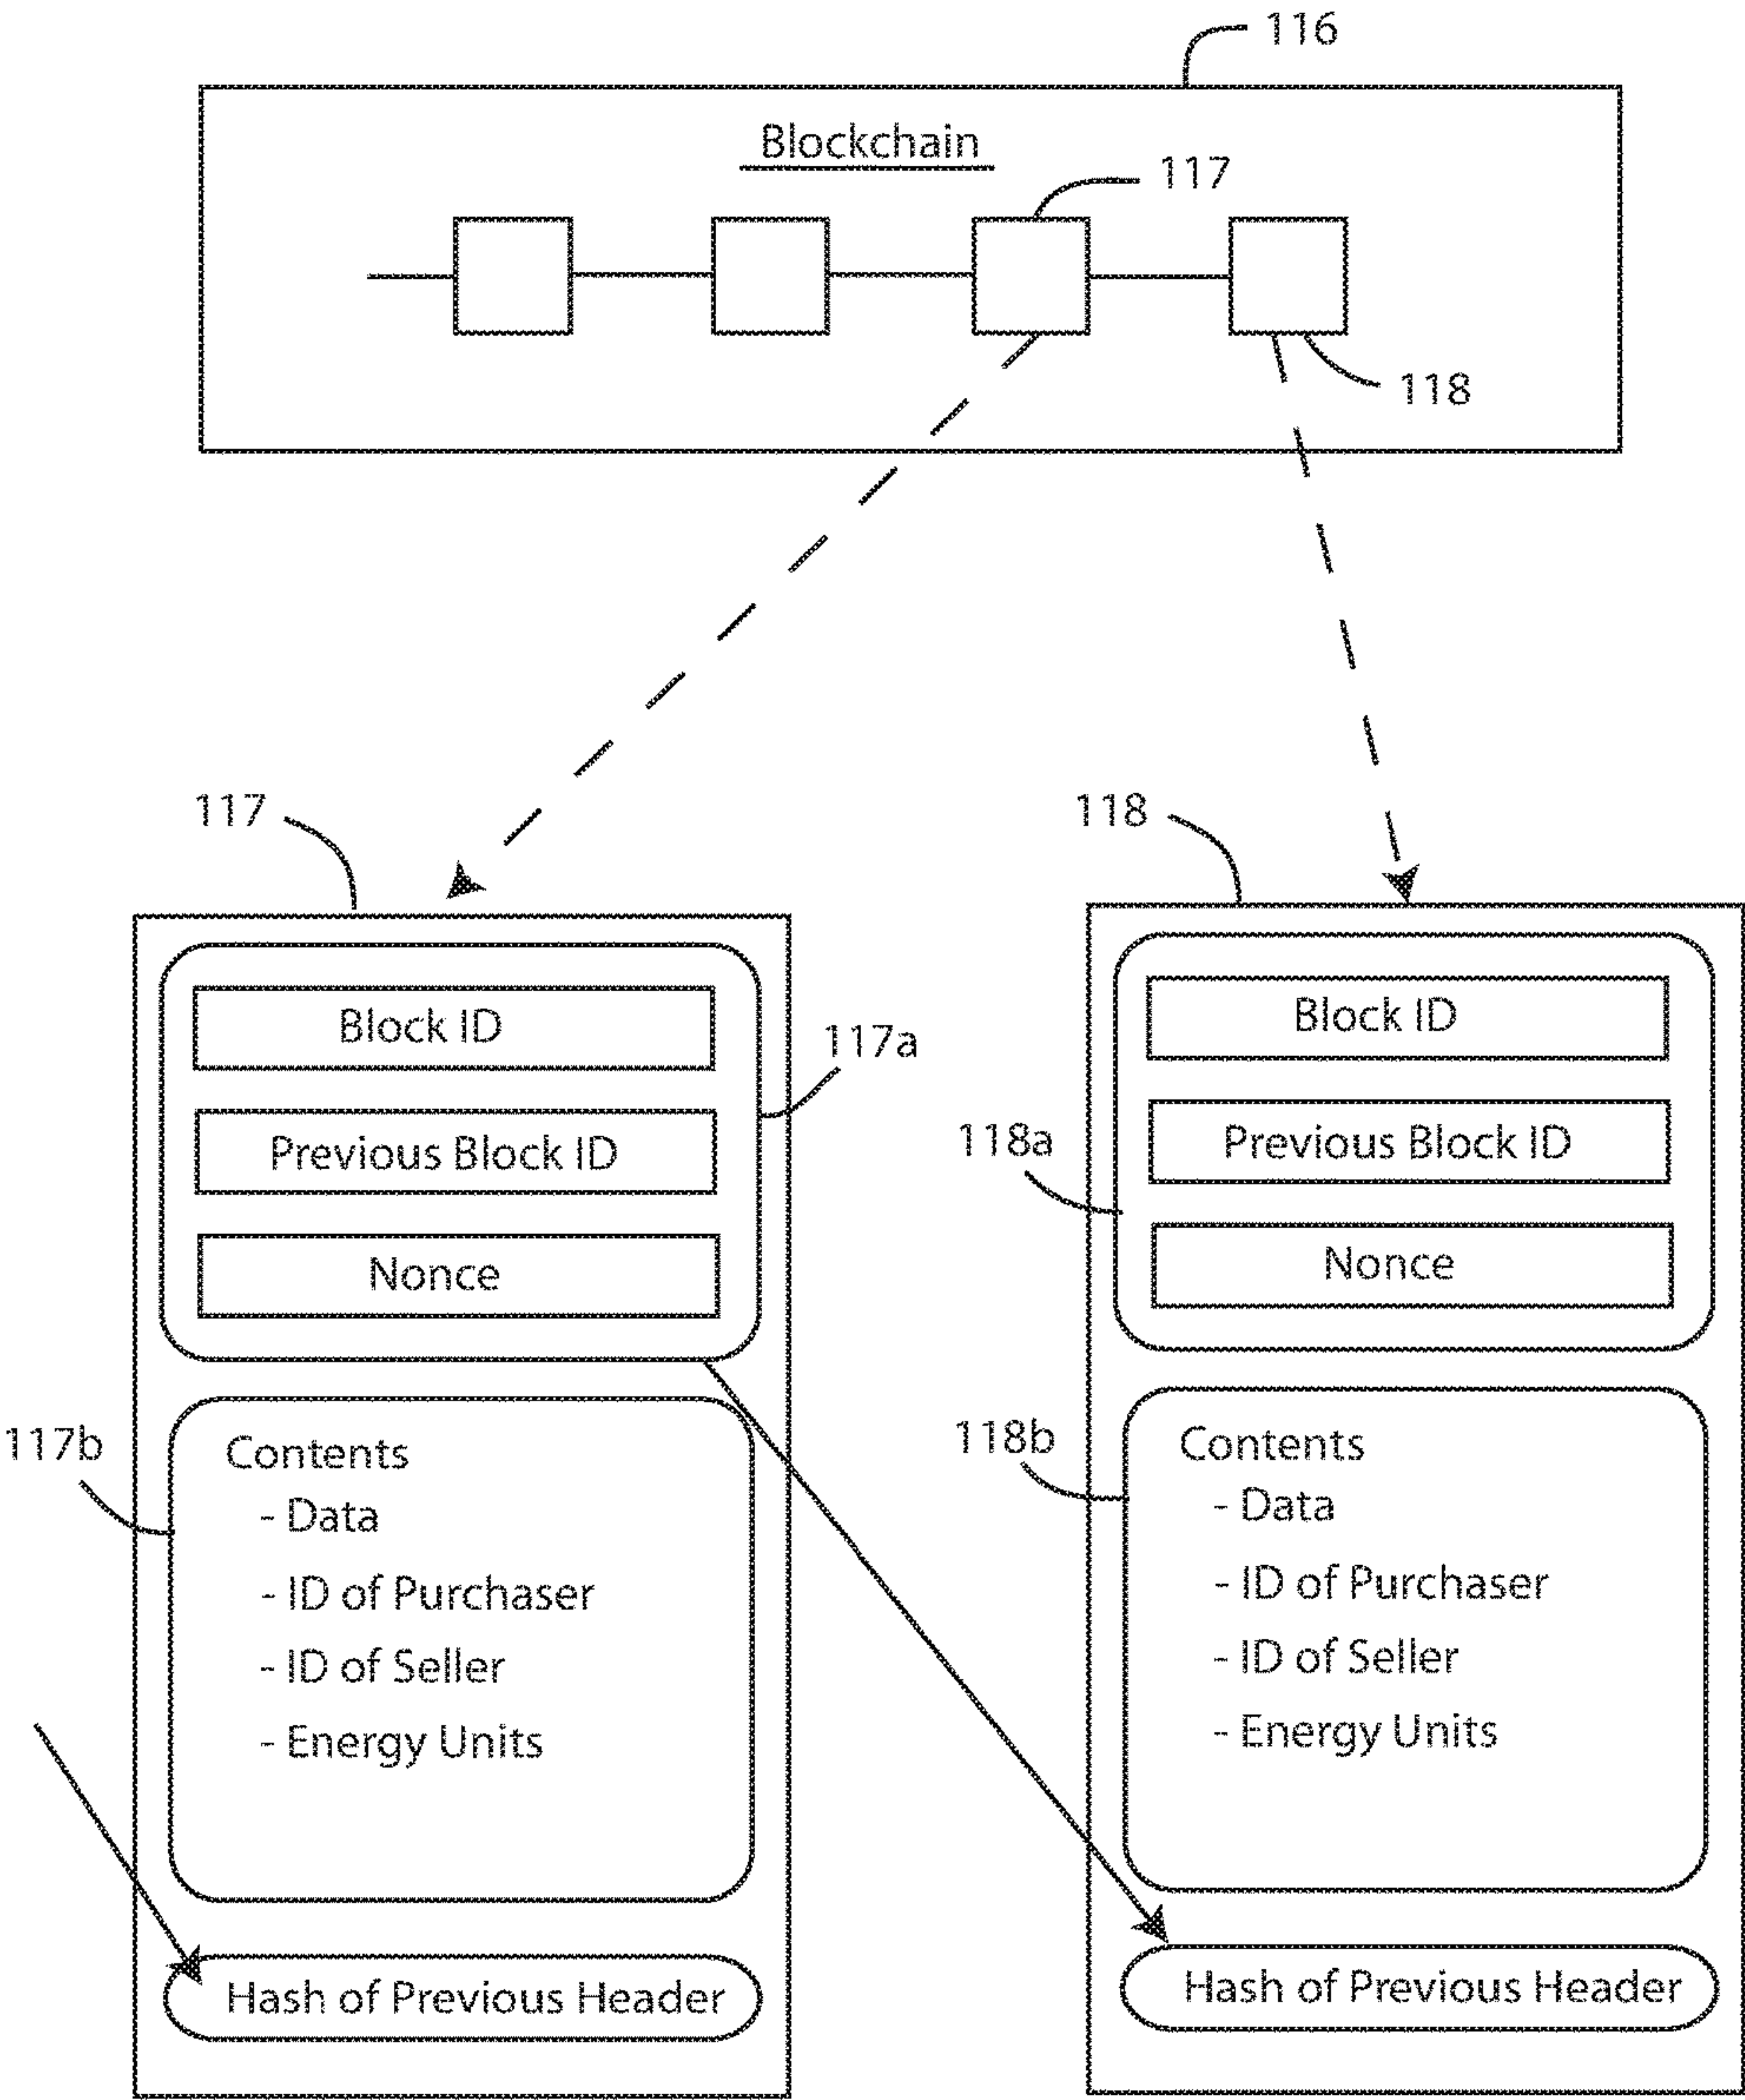 116
Blockchain
117
118
117
118
Block ID
Previous Block ID
Nonce
117a
117b
Contents
- Data
- ID of Purchaser
- ID of Seller
- Energy Units
Hash of Previous Header
Block ID
Previous Block ID
Nonce
118a
118b
Contents
- Data
- ID of Purchaser
- ID of Seller
- Energy Units
Hash of Previous Header